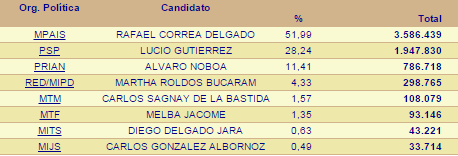 Org. Política Candidato % Total
MPAIS RAFAEL CORREA DELGADO 51,99 3.586.439
PSP LUCIO GUTIERREZ 28,24 1.947.830
PRIAN ALVARO NOBOA 11,41 786.718
RED/MIPD MARTHA ROLDOS BUCARAM 4,33 298.765
MTM CARLOS SAGNAY DE LA BASTIDA 1,57 108.079
MTF MELBA JACOME 1,35 93.146
MITS DIEGO DELGADO JARA 0,63 43.221
MIJS CARLOS GONZALEZ ALBORNOZ 0,49 33.714